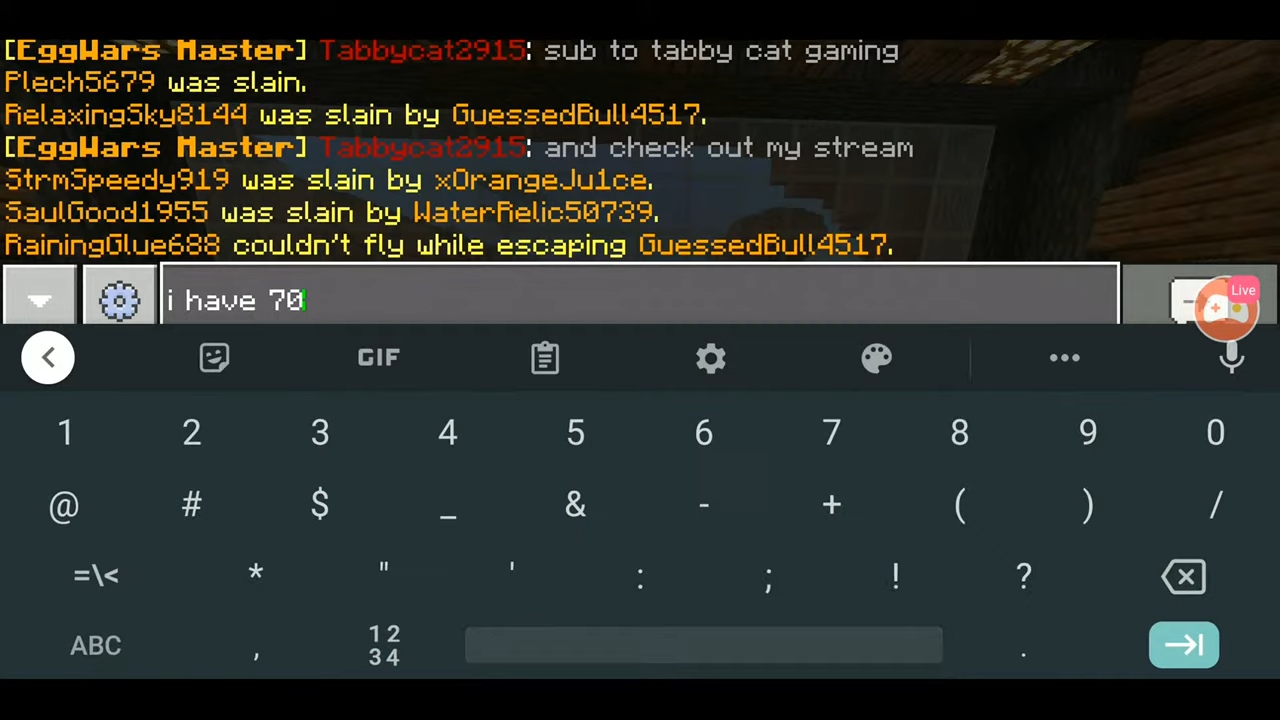 [EggWars Master] Tabbycat2915: sub to tabby cat gaming
Plech5679 was slain.
RelaxingSky8144 was slain by GuessedBull4517.
[EggWars Master] Tabbycat2915: and check out my stream
StrmSpeedy919 was slain by xOrangeJu1ce.
SaulGood1955 was slain by WaterRelic50739.
RainingGlue688 couldn't fly while escaping GuessedBull4517.
i have 70
Live
GIF
1 2 3 4 5 6 7 8 9 0
@ # $ _ & - + ( ) /
=\< * " ' : ; ! ?
ABC , 12 34 .